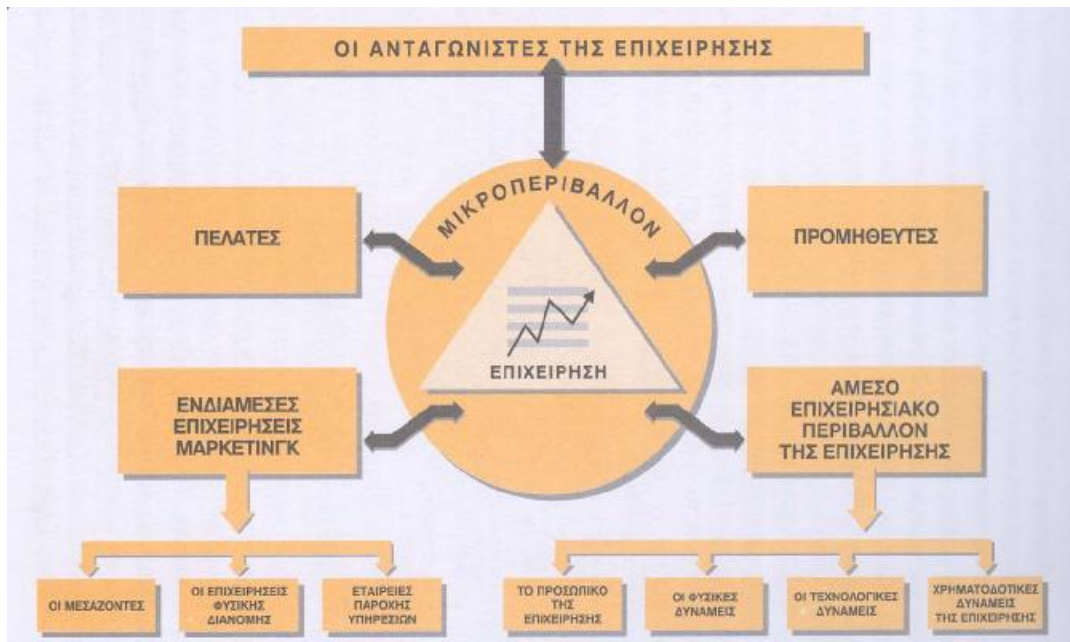 ΟΙ ΑΝΤΑΓΩΝΙΣΤΕΣ ΤΗΣ ΕΠΙΧΕΙΡΗΣΗΣ
ΜΙΚΡΟΠΕΡΙΒΑΛΛΟΝ
ΠΕΛΑΤΕΣ
ΠΡΟΜΗΘΕΥΤΕΣ
ΕΠΙΧΕΙΡΗΣΗ
ΕΝΔΙΑΜΕΣΕΣ
ΕΠΙΧΕΙΡΗΣΕΙΣ
ΜΑΡΚΕΤΙΝΓΚ
ΑΜΕΣΟ
ΕΠΙΧΕΙΡΗΣΙΑΚΟ
ΠΕΡΙΒΑΛΛΟΝ
ΤΗΣ ΕΠΙΧΕΙΡΗΣΗΣ
ΟΙ ΜΕΣΑΖΟΝΤΕΣ
ΟΙ ΕΠΙΧΕΙΡΗΣΕΙΣ
ΦΥΣΙΚΗΣ
ΔΙΑΝΟΜΗΣ
ΕΤΑΙΡΕΙΕΣ
ΠΑΡΟΧΗΣ
ΥΠΗΡΕΣΙΩΝ
ΤΟ ΠΡΟΣΩΠΙΚΟ
ΤΗΣ
ΕΠΙΧΕΙΡΗΣΗΣ
ΟΙ ΦΥΣΙΚΕΣ
ΔΥΝΑΜΕΙΣ
ΟΙ ΤΕΧΝΟΛΟΓΙΚΕΣ
ΔΥΝΑΜΕΙΣ
ΧΡΗΜΑΤΟΔΟΤΙΚΕΣ
ΔΥΝΑΜΕΙΣ
ΤΗΣ ΕΠΙΧΕΙΡΗΣΗΣ